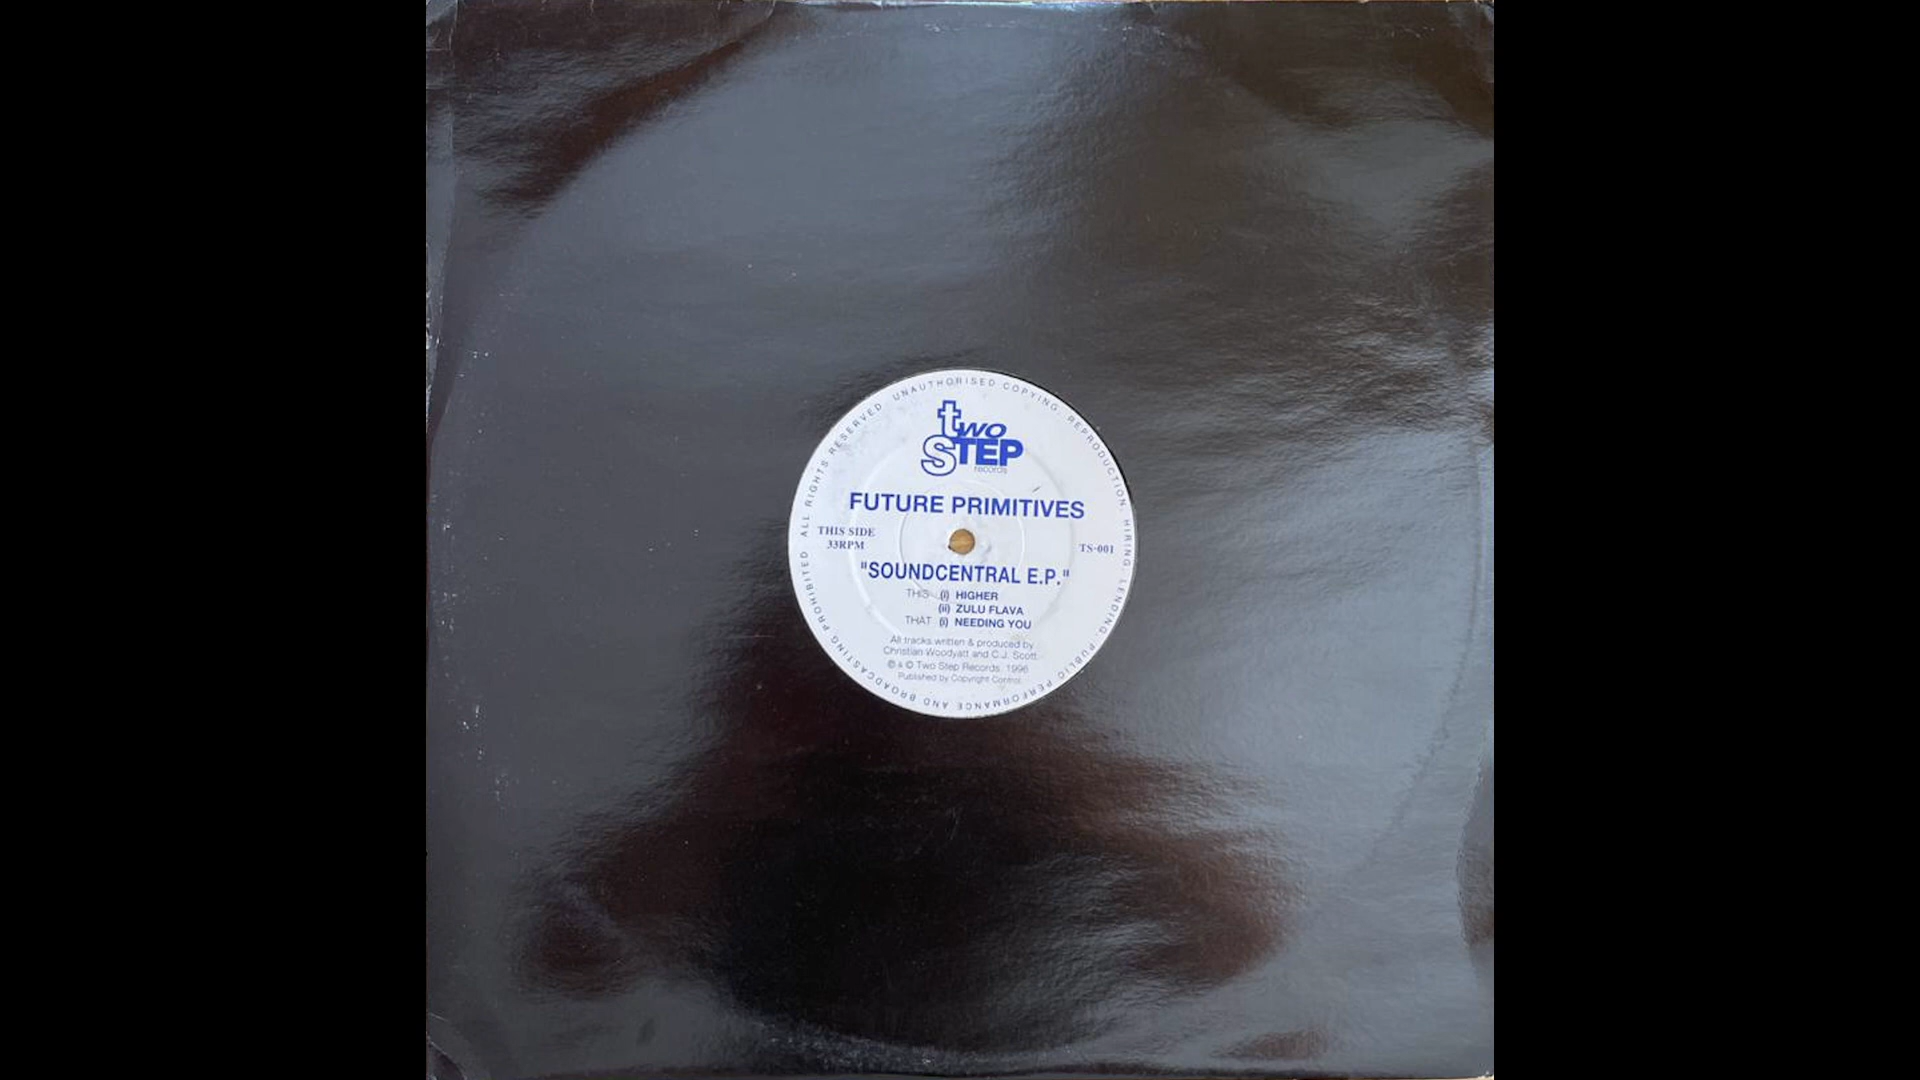 ALL RIGHTS RESERVED. UNAUTHORISED COPYING, REPRODUCTION, HIRING, LENDING, PUBLIC PERFORMANCE AND BROADCASTING PROHIBITED
two
STEP
records
FUTURE PRIMITIVES
THIS SIDE
33RPM
TS-001
"SOUNDCENTRAL E.P."
THIS (i) HIGHER
(ii) ZULU FLAVA
THAT (i) NEEDING YOU
All tracks written & produced by
Christian Woodyatt and C.J. Scott.
℗ & © Two Step Records. 1996
Published by Copyright Control.